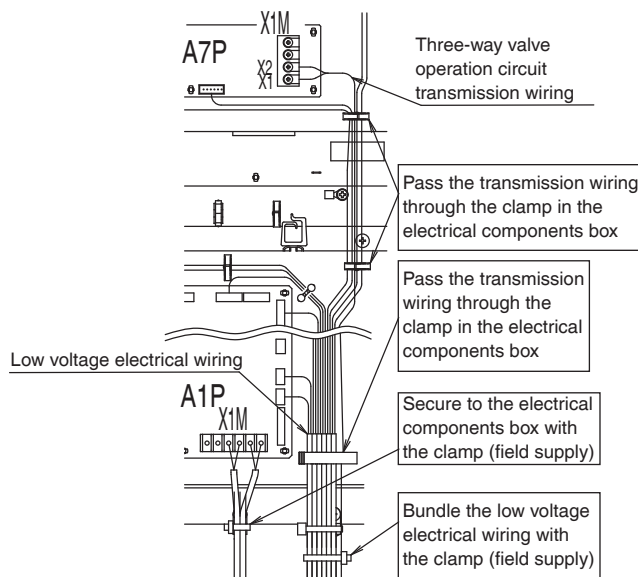 X1M
A7P
X2
X1
Three-way valve
operation circuit
transmission wiring
Pass the transmission wiring
through the clamp in the
electrical components box
Pass the transmission
wiring through the
clamp in the electrical
components box
Low voltage electrical wiring
A1P
X1M
Secure to the electrical
components box with
the clamp (field supply)
Bundle the low voltage
electrical wiring with
the clamp (field supply)